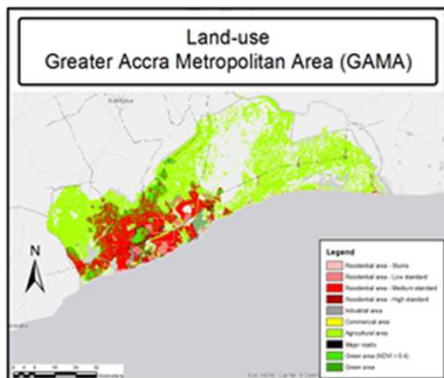 Land-use
Greater Accra Metropolitan Area (GAMA)
N
Legend
Residential area - Slums
Residential area - Low standard
Residential area - Medium standard
Residential area - High standard
Industrial area
Commercial area
Agricultural area
Major roads
Green area (NDVI > 0.4)
Green area